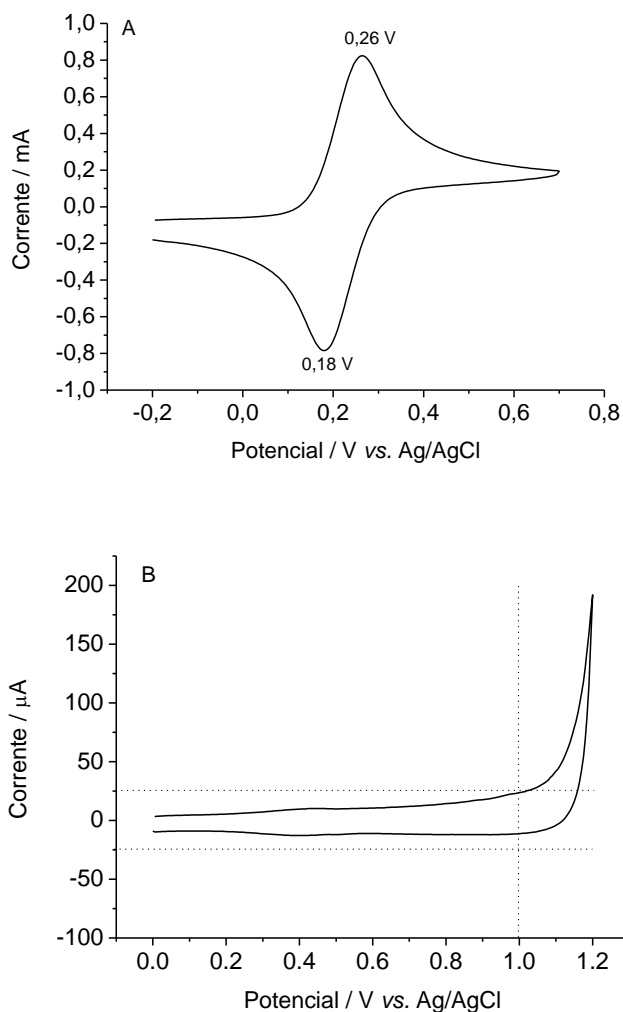 A
0,26 V
1,0
0,8
0,6
0,4
0,2
0,0
-0,2
-0,4
-0,6
-0,8
-1,0
Corrente / mA
0,18 V
-0,2 0,0 0,2 0,4 0,6 0,8
Potencial / V vs. Ag/AgCl
B
200
150
100
50
0
-50
-100
Corrente / μA
0.0 0.2 0.4 0.6 0.8 1.0 1.2
Potencial / V vs. Ag/AgCl